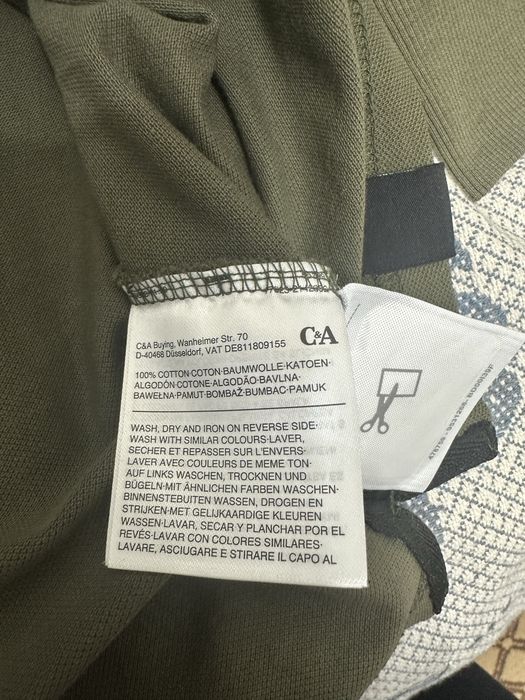 C&A
C&A Buying, Wanheimer Str. 70
D-40468 Düsseldorf, VAT DE811809155
100% COTTON·COTON·BAUMWOLLE·KATOEN·
ALGODÓN·COTONE·ALGODÃO·BAVLNA·
BAWEŁNA·PAMUT·BOMBAŽ·BUMBAC·PAMUK
WASH, DRY AND IRON ON REVERSE SIDE·
WASH WITH SIMILAR COLOURS·LAVER,
SECHER ET REPASSER SUR L'ENVERS·
LAVER AVEC COULEURS DE MEME TON·
AUF LINKS WASCHEN, TROCKNEN UND
BÜGELN·MIT ÄHNLICHEN FARBEN WASCHEN·
BINNENSTEBUITEN WASSEN, DROGEN EN
STRIJKEN·MET GELIJKAARDIGE KLEUREN
WASSEN·LAVAR, SECAR Y PLANCHAR POR EL
REVÉS·LAVAR CON COLORES SIMILARES·
LAVARE, ASCIUGARE E STIRARE IL CAPO AL